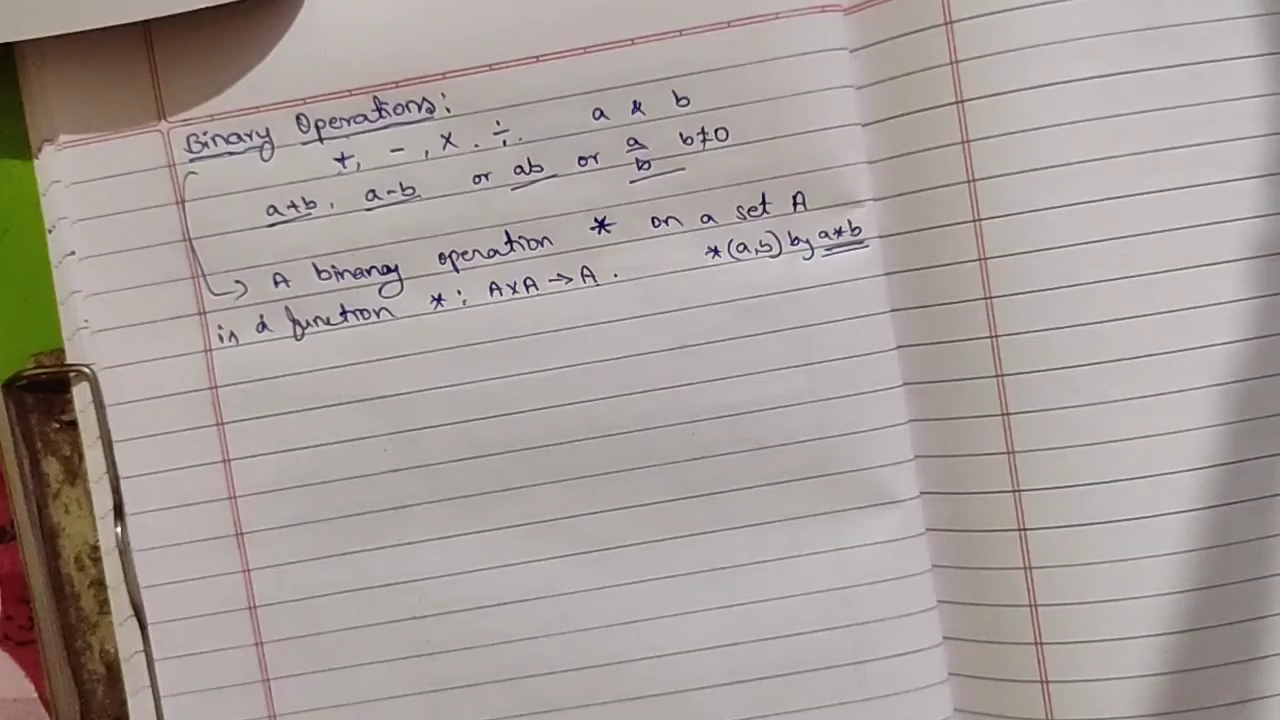 Binary Operations:
+, -, ×. ÷. a & b
a+b, a-b or ab or a/b b≠0
→ A binary operation * on a set A
is a function *: A×A → A. *(a,b) by a*b